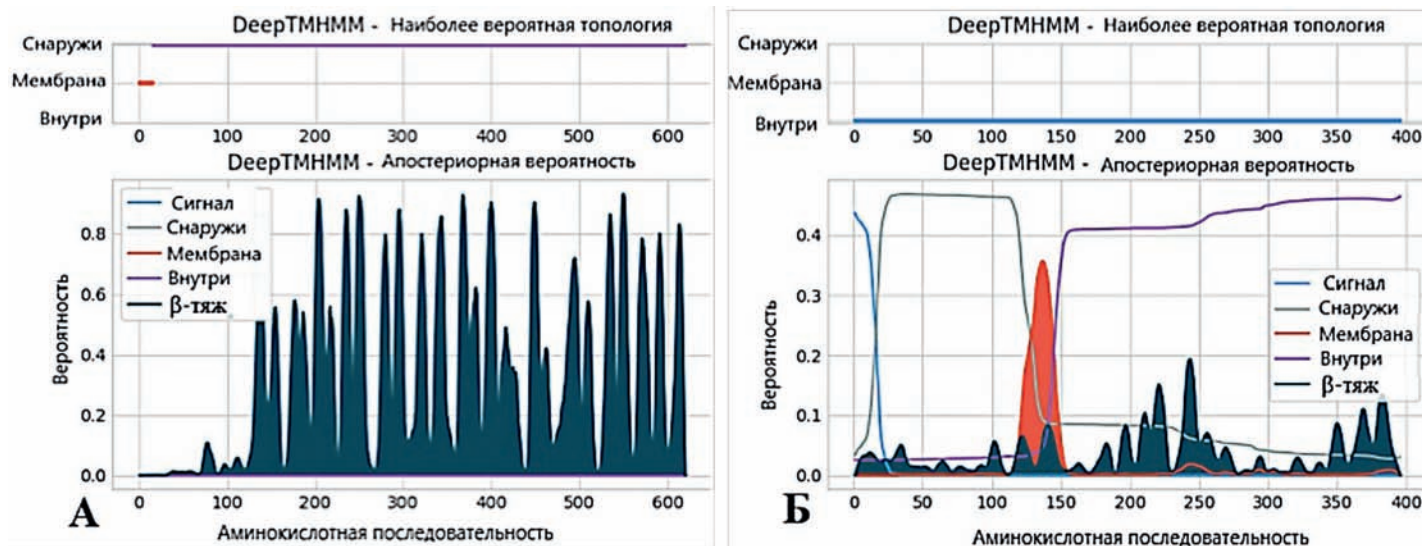 DeepTMHMM - Наиболее вероятная топология
Снаружи
Мембрана
Внутри
0 100 200 300 400 500 600
DeepTMHMM - Апостериорная вероятность
Вероятность
0.8
0.6
0.4
0.2
0.0
Сигнал
Снаружи
Мембрана
Внутри
β-тяж
0 100 200 300 400 500 600
Аминокислотная последовательность
А
DeepTMHMM - Наиболее вероятная топология
Снаружи
Мембрана
Внутри
0 50 100 150 200 250 300 350 400
DeepTMHMM - Апостериорная вероятность
Вероятность
0.4
0.3
0.2
0.1
0.0
Сигнал
Снаружи
Мембрана
Внутри
β-тяж
0 50 100 150 200 250 300 350 400
Аминокислотная последовательность
Б